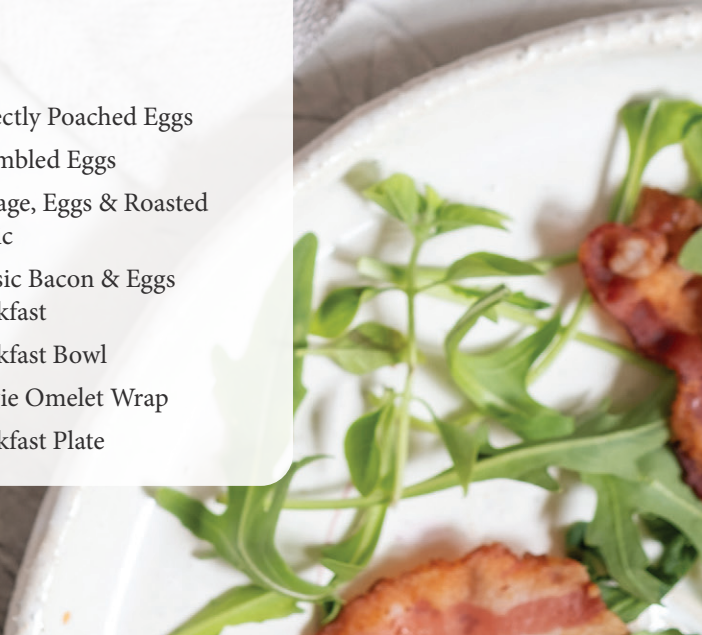 ectly Poached Eggs
mbled Eggs
age, Eggs & Roasted
ic
sic Bacon & Eggs
kfast
kfast Bowl
ie Omelet Wrap
kfast Plate